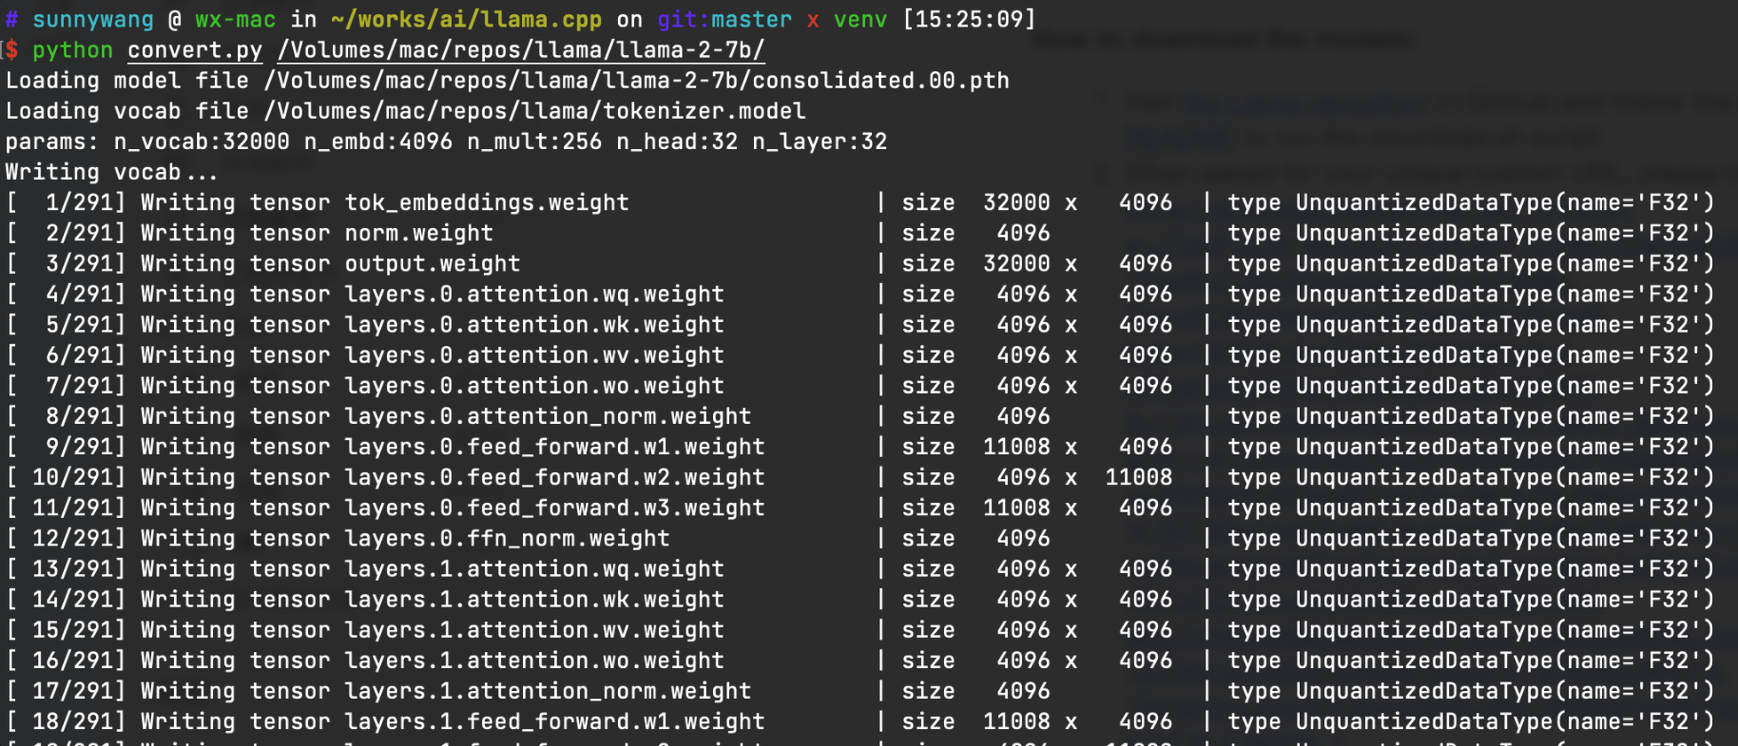 # sunnywang @ wx-mac in ~/works/ai/llama.cpp on git:master x venv [15:25:09]
$ python convert.py /Volumes/mac/repos/llama/llama-2-7b/
Loading model file /Volumes/mac/repos/llama/llama-2-7b/consolidated.00.pth
Loading vocab file /Volumes/mac/repos/llama/tokenizer.model
params: n_vocab:32000 n_embd:4096 n_mult:256 n_head:32 n_layer:32
Writing vocab...
[  1/291] Writing tensor tok_embeddings.weight                  | size  32000 x   4096  | type UnquantizedDataType(name='F32')
[  2/291] Writing tensor norm.weight                            | size   4096           | type UnquantizedDataType(name='F32')
[  3/291] Writing tensor output.weight                          | size  32000 x   4096  | type UnquantizedDataType(name='F32')
[  4/291] Writing tensor layers.0.attention.wq.weight           | size   4096 x   4096  | type UnquantizedDataType(name='F32')
[  5/291] Writing tensor layers.0.attention.wk.weight           | size   4096 x   4096  | type UnquantizedDataType(name='F32')
[  6/291] Writing tensor layers.0.attention.wv.weight           | size   4096 x   4096  | type UnquantizedDataType(name='F32')
[  7/291] Writing tensor layers.0.attention.wo.weight           | size   4096 x   4096  | type UnquantizedDataType(name='F32')
[  8/291] Writing tensor layers.0.attention_norm.weight         | size   4096           | type UnquantizedDataType(name='F32')
[  9/291] Writing tensor layers.0.feed_forward.w1.weight        | size  11008 x   4096  | type UnquantizedDataType(name='F32')
[ 10/291] Writing tensor layers.0.feed_forward.w2.weight        | size   4096 x  11008  | type UnquantizedDataType(name='F32')
[ 11/291] Writing tensor layers.0.feed_forward.w3.weight        | size  11008 x   4096  | type UnquantizedDataType(name='F32')
[ 12/291] Writing tensor layers.0.ffn_norm.weight               | size   4096           | type UnquantizedDataType(name='F32')
[ 13/291] Writing tensor layers.1.attention.wq.weight           | size   4096 x   4096  | type UnquantizedDataType(name='F32')
[ 14/291] Writing tensor layers.1.attention.wk.weight           | size   4096 x   4096  | type UnquantizedDataType(name='F32')
[ 15/291] Writing tensor layers.1.attention.wv.weight           | size   4096 x   4096  | type UnquantizedDataType(name='F32')
[ 16/291] Writing tensor layers.1.attention.wo.weight           | size   4096 x   4096  | type UnquantizedDataType(name='F32')
[ 17/291] Writing tensor layers.1.attention_norm.weight         | size   4096           | type UnquantizedDataType(name='F32')
[ 18/291] Writing tensor layers.1.feed_forward.w1.weight        | size  11008 x   4096  | type UnquantizedDataType(name='F32')